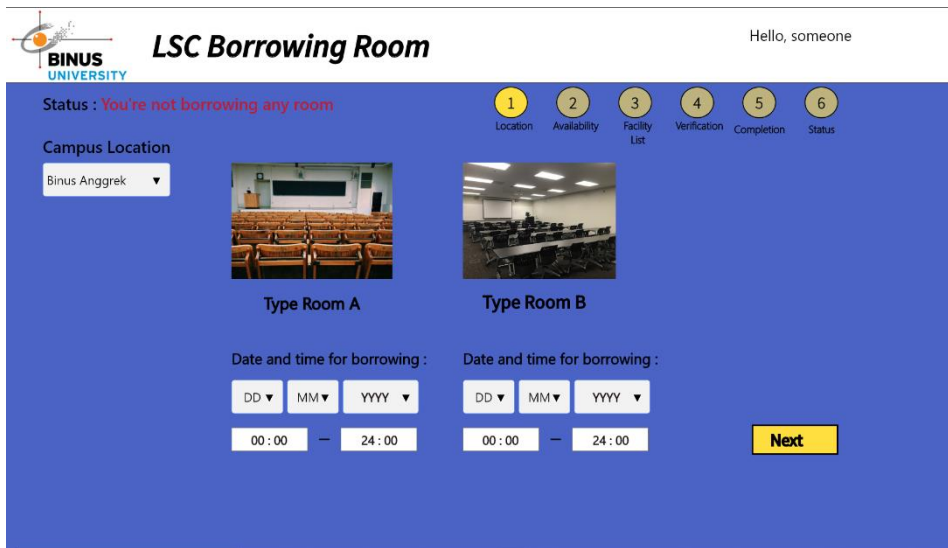 BINUS
UNIVERSITY
LSC Borrowing Room
Hello, someone
Status : You're not borrowing any room
1 2 3 4 5 6
Location Availability Facility List Verification Completion Status
Campus Location
Binus Anggrek ▼
Type Room A
Type Room B
Date and time for borrowing :
Date and time for borrowing :
DD ▼ MM ▼ YYYY ▼
DD ▼ MM ▼ YYYY ▼
00 : 00 – 24 : 00
00 : 00 – 24 : 00
Next